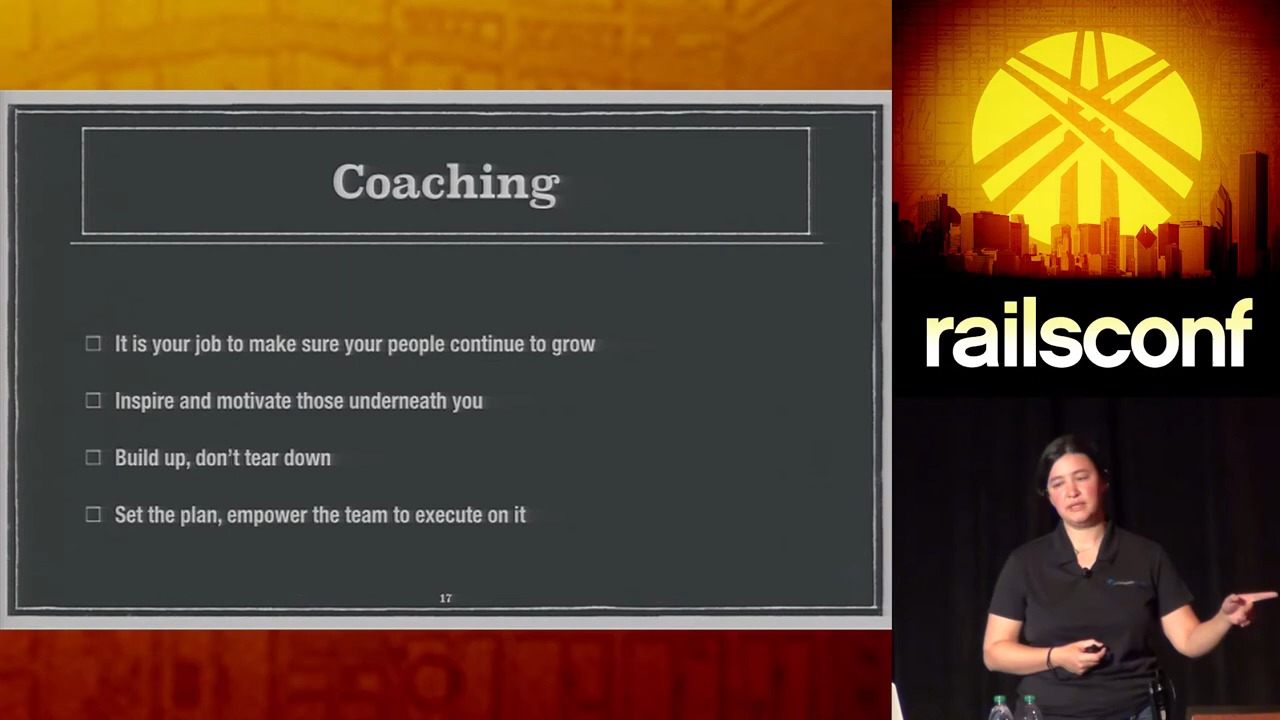 Coaching
It is your job to make sure your people continue to grow
Inspire and motivate those underneath you
Build up, don't tear down
Set the plan, empower the team to execute on it
17
railsconf